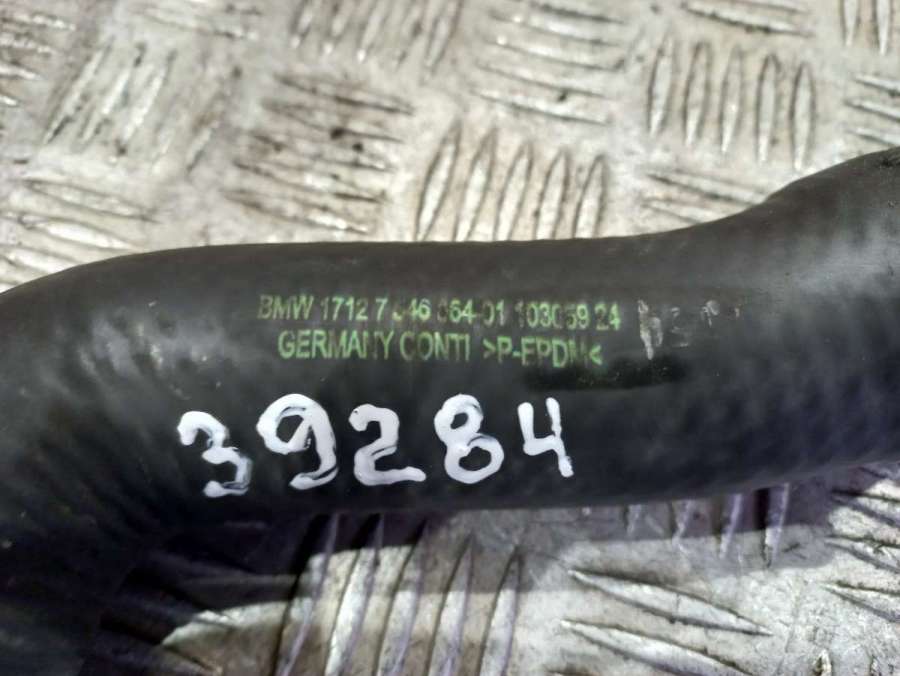 BMW 1712 7 546 064-01 103059 24
GERMANY CONTI >P-EPDM<
39284